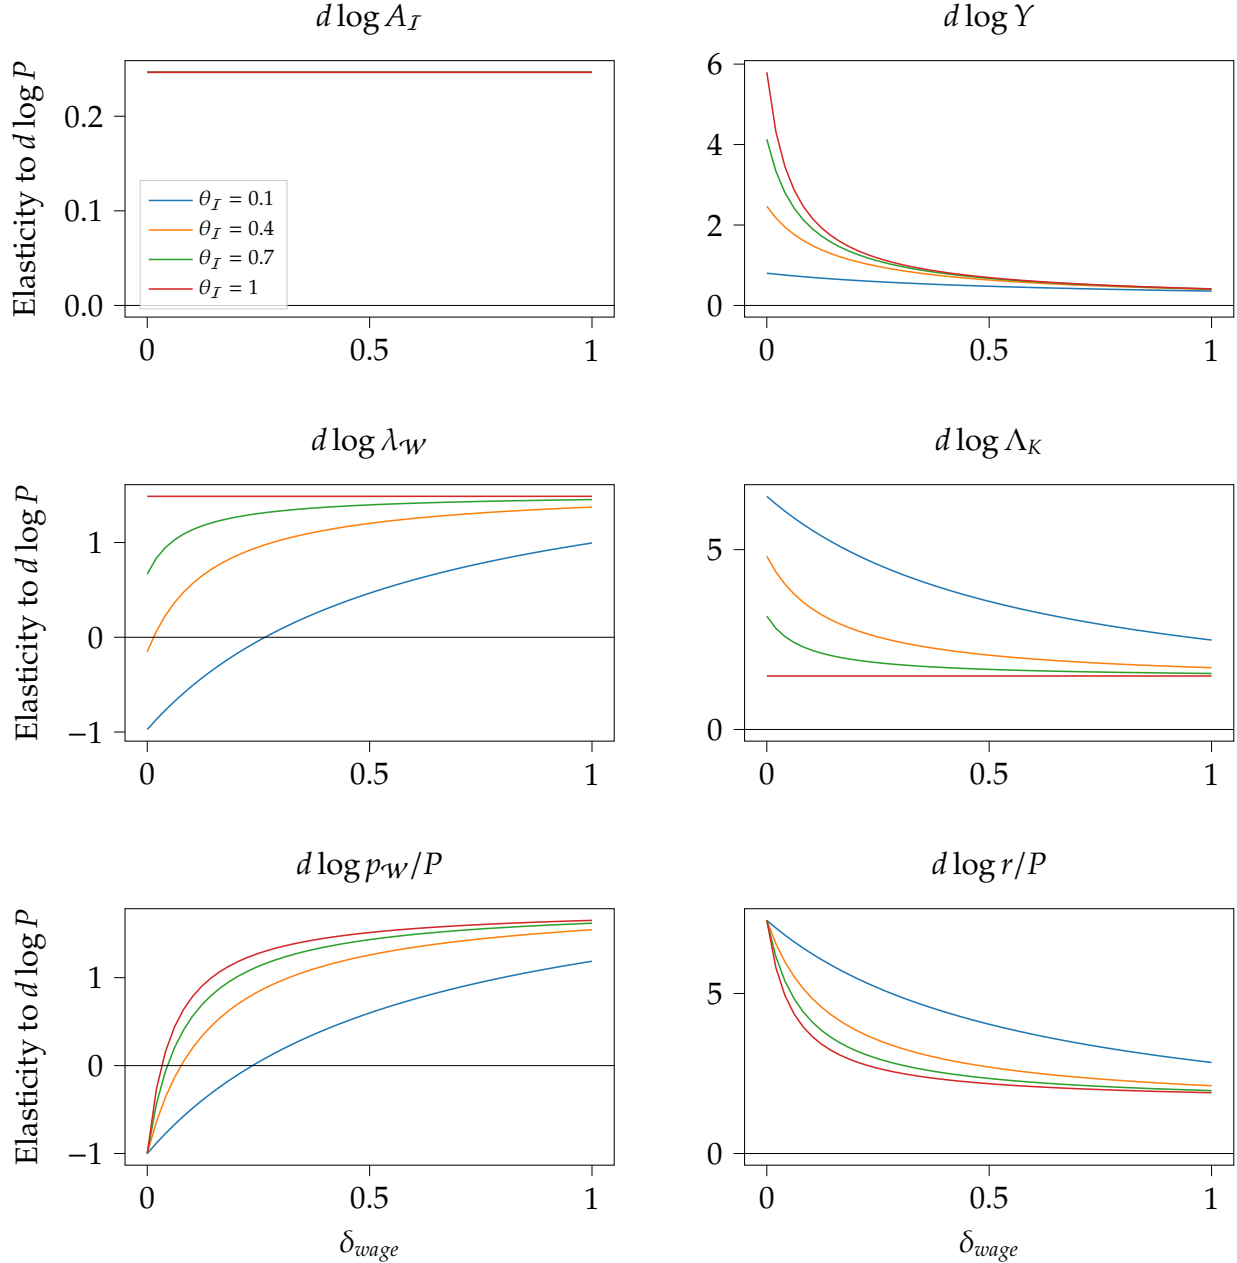 d log A_ℐ
d log Y
Elasticity to d log P
0.2
0.1
0.0
θ_ℐ = 0.1
θ_ℐ = 0.4
θ_ℐ = 0.7
θ_ℐ = 1
0 0.5 1
6
4
2
0
0 0.5 1
d log λ_𝒲
d log Λ_K
Elasticity to d log P
1
0
−1
0 0.5 1
5
0
0 0.5 1
d log p_𝒲/P
d log r/P
Elasticity to d log P
1
0
−1
0 0.5 1
δ_wage
5
0
0 0.5 1
δ_wage